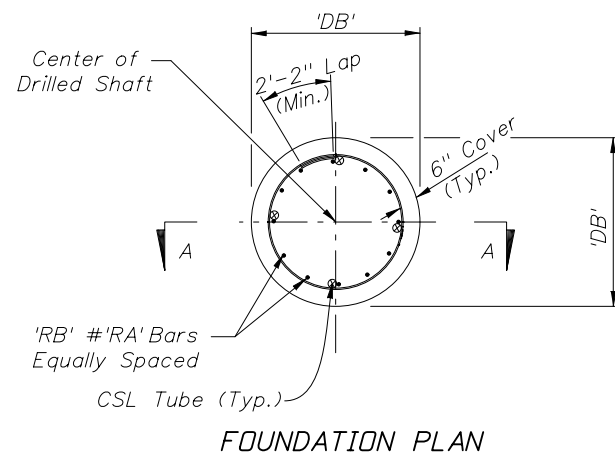 'DB'
Center of
Drilled Shaft
2'-2" Lap
(Min.)
6" Cover
(Typ.)
'DB'
A
A
'RB' #'RA' Bars
Equally Spaced
CSL Tube (Typ.)
FOUNDATION PLAN